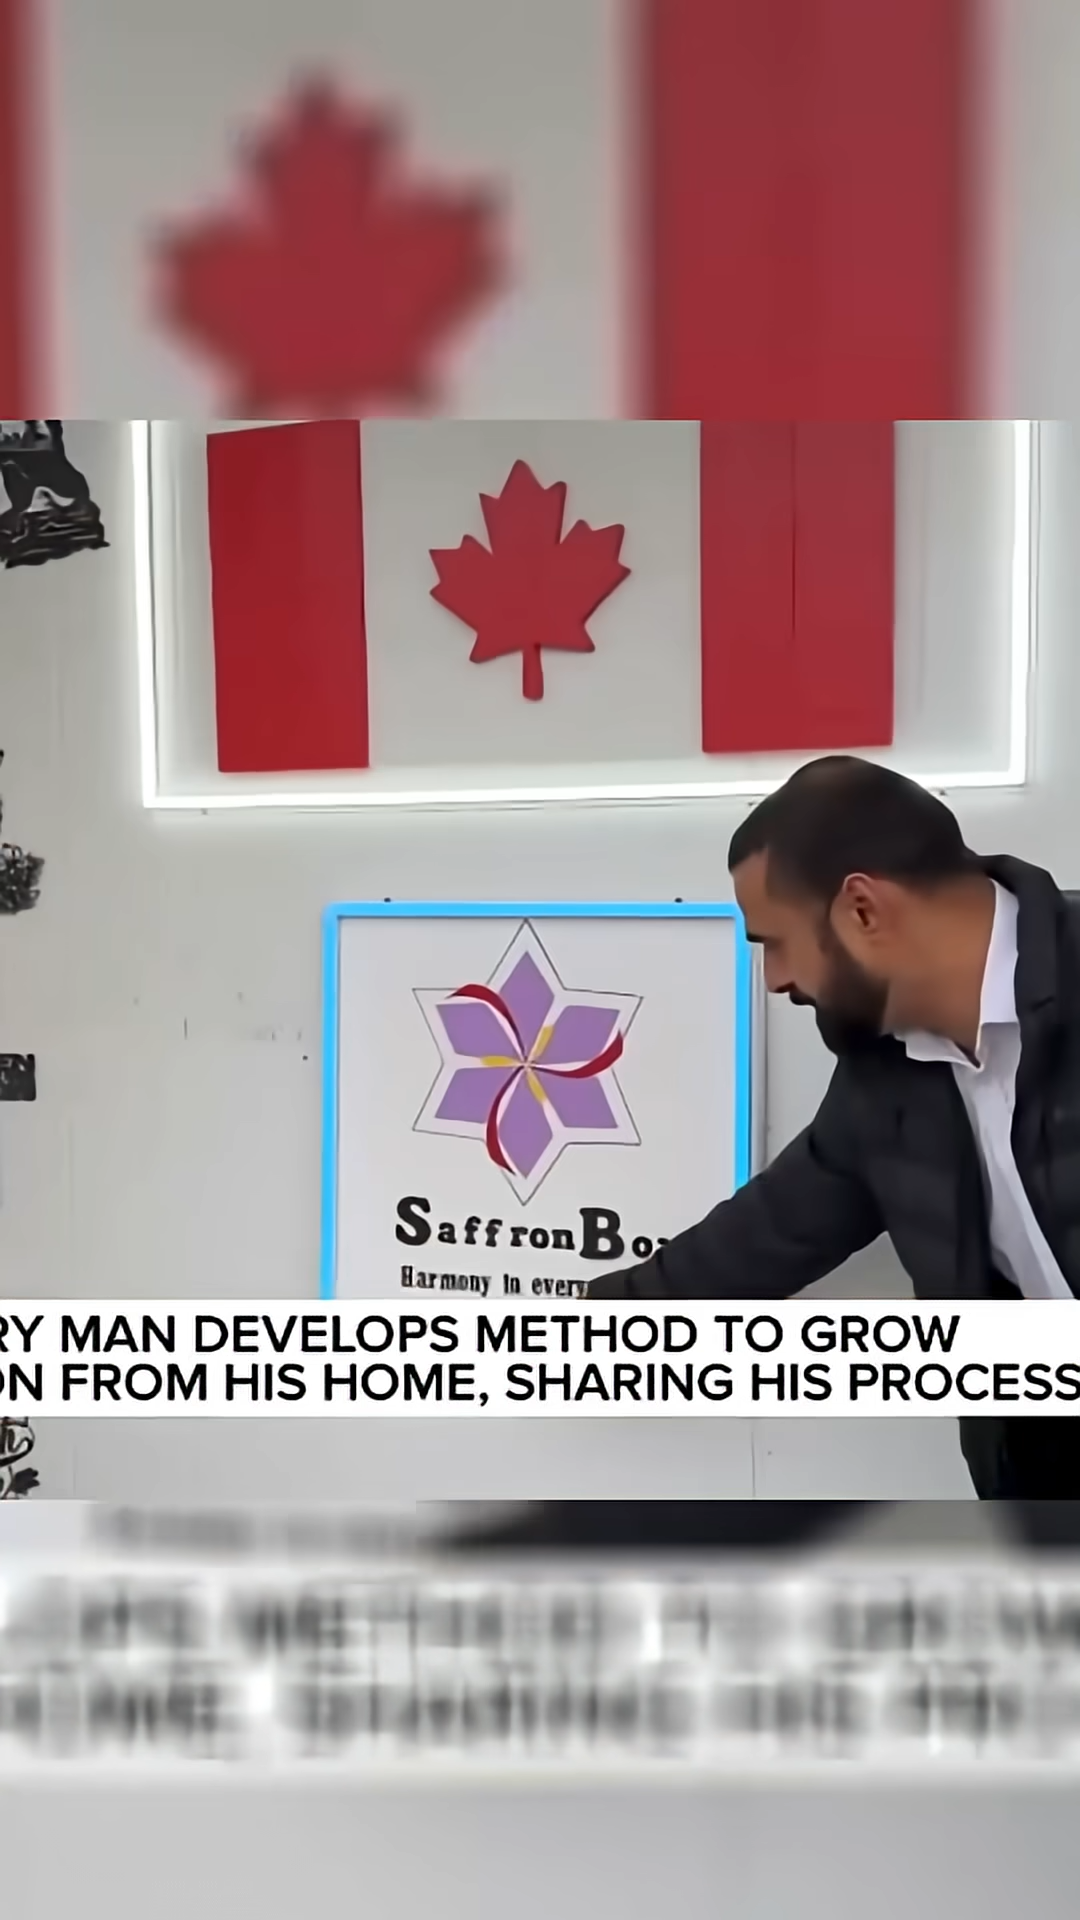 SaffronBo
Harmony in every
RY MAN DEVELOPS METHOD TO GROW
ON FROM HIS HOME, SHARING HIS PROCESS